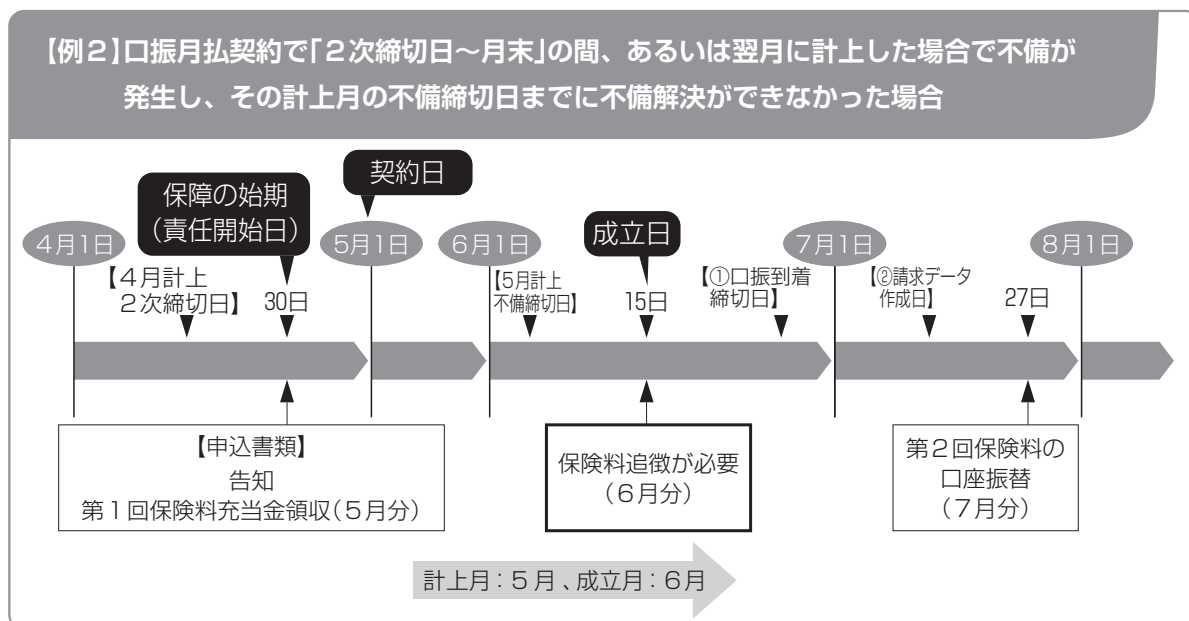 【例２】口振月払契約で「２次締切日～月末」の間、あるいは翌月に計上した場合で不備が
発生し、その計上月の不備締切日までに不備解決ができなかった場合
保障の始期
（責任開始日）
契約日
成立日
4月1日
5月1日
6月1日
7月1日
8月1日
【４月計上
２次締切日】
30日
【5月計上
不備締切日】
15日
【①口振到着
締切日】
【②請求データ
作成日】
27日
【申込書類】
告知
第１回保険料充当金領収（５月分）
保険料追徴が必要
（６月分）
第２回保険料の
口座振替
（７月分）
計上月：５月、成立月：６月